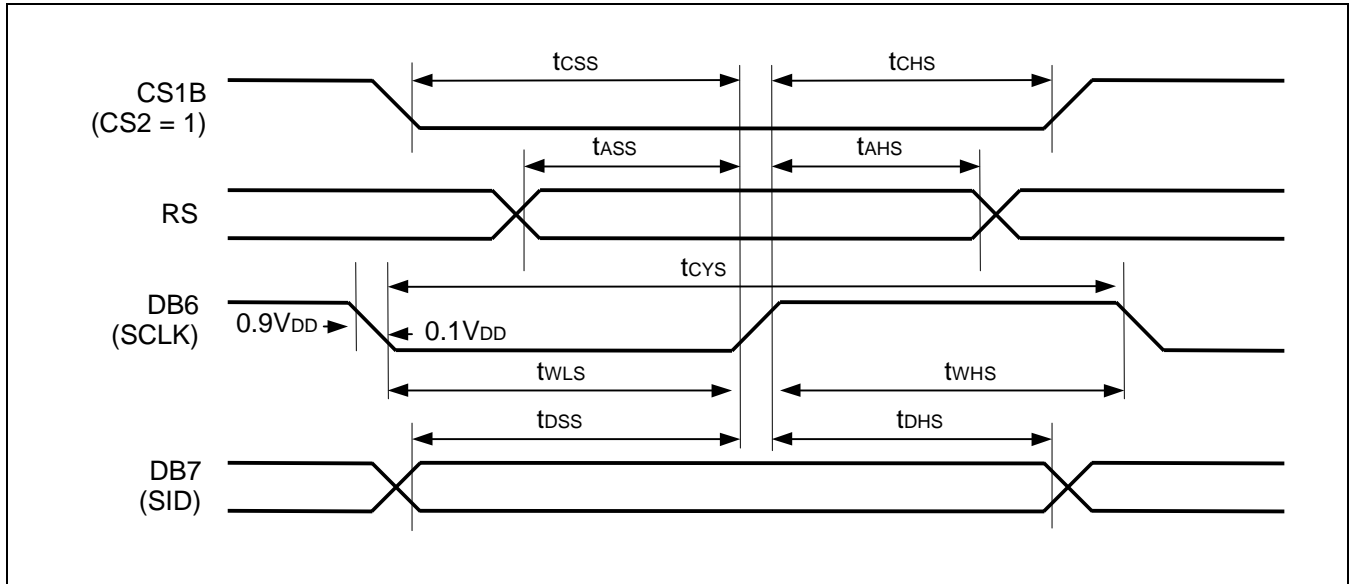 tCSS
tCHS
CS1B
(CS2 = 1)
tASS
tAHS
RS
tCYS
DB6
(SCLK)
0.9VDD
0.1VDD
tWLS
tWHS
tDSS
tDHS
DB7
(SID)